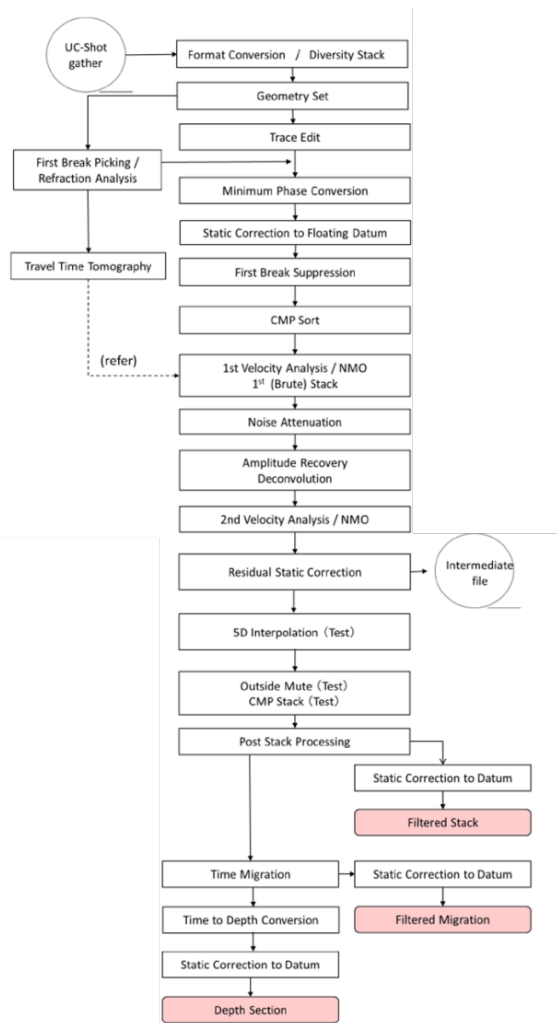 UC-Shot
gather
Format Conversion / Diversity Stack
Geometry Set
Trace Edit
First Break Picking /
Refraction Analysis
Minimum Phase Conversion
Static Correction to Floating Datum
Travel Time Tomography
First Break Suppression
CMP Sort
(refer)
1st Velocity Analysis / NMO
1st (Brute) Stack
Noise Attenuation
Amplitude Recovery
Deconvolution
2nd Velocity Analysis / NMO
Residual Static Correction
Intermediate
file
5D Interpolation (Test)
Outside Mute (Test)
CMP Stack (Test)
Post Stack Processing
Static Correction to Datum
Filtered Stack
Time Migration
Static Correction to Datum
Time to Depth Conversion
Filtered Migration
Static Correction to Datum
Depth Section